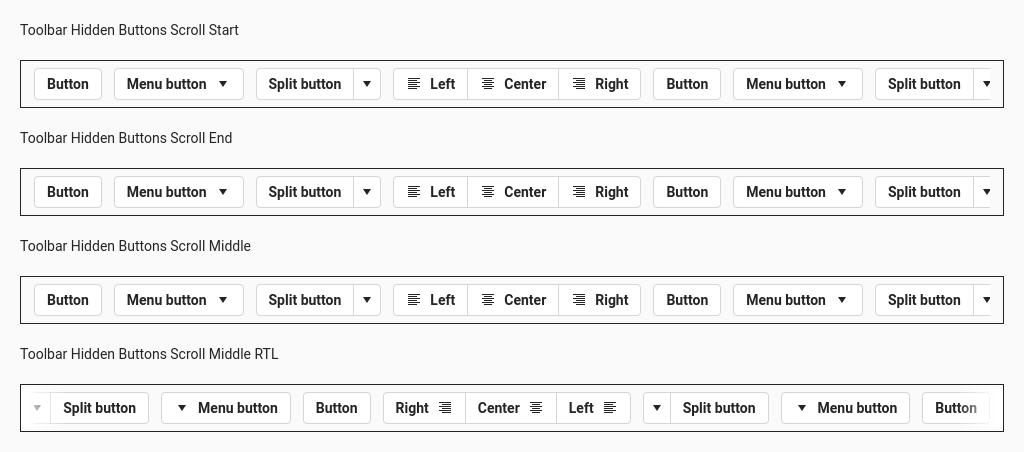 Toolbar Hidden Buttons Scroll Start
Button Menu button Split button Left Center Right Button Menu button Split button
Toolbar Hidden Buttons Scroll End
Button Menu button Split button Left Center Right Button Menu button Split button
Toolbar Hidden Buttons Scroll Middle
Button Menu button Split button Left Center Right Button Menu button Split button
Toolbar Hidden Buttons Scroll Middle RTL
Split button Menu button Button Right Center Left Split button Menu button Button